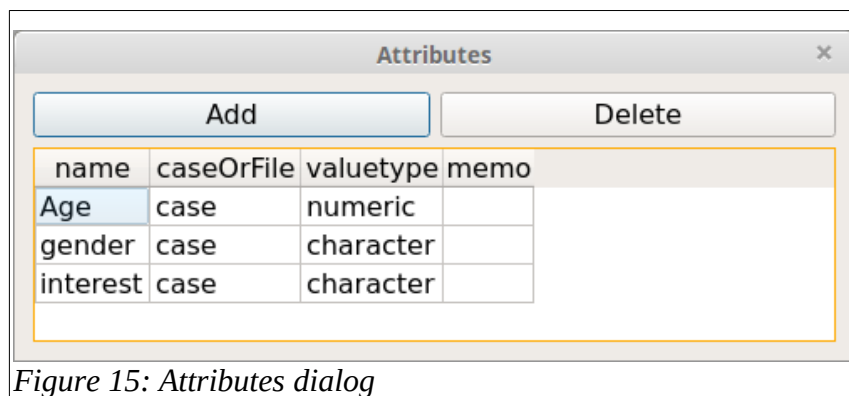 Attributes ×
Add Delete
name caseOrFile valuetype memo
Age case numeric
gender case character
interest case character
Figure 15: Attributes dialog